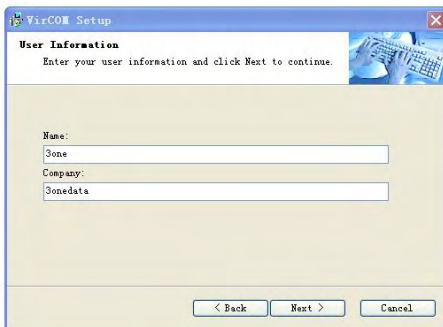 VirCOM Setup
User Information
Enter your user information and click Next to continue.
Name:
3one
Company:
3onedata
< Back Next > Cancel